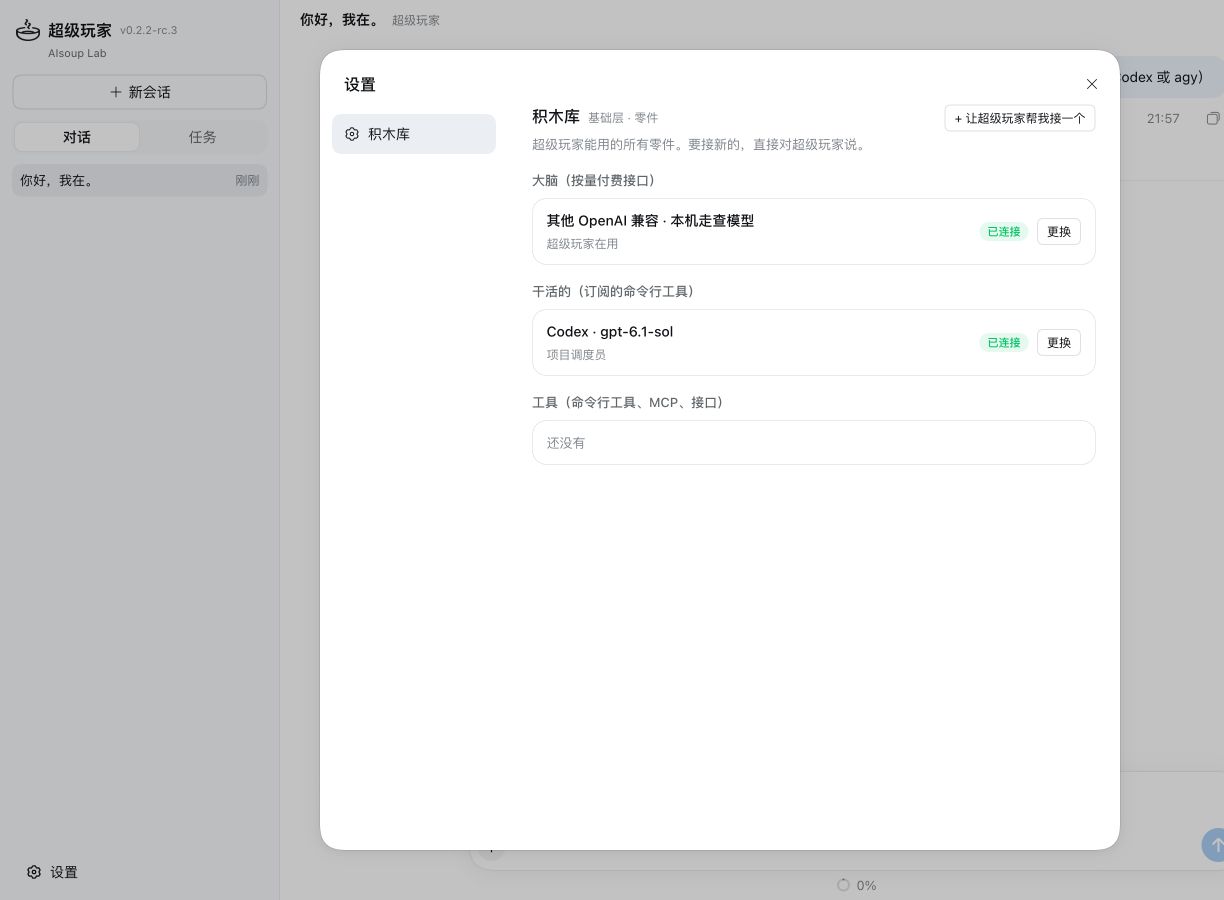 超级玩家 v0.2.2-rc.3
AIsoup Lab
+ 新会话
对话 任务
你好，我在。 刚刚
设置
你好，我在。 超级玩家
odex 或 agy）
21:57
设置
积木库
积木库 基础层 · 零件
+ 让超级玩家帮我接一个
超级玩家能用的所有零件。要接新的，直接对超级玩家说。
大脑（按量付费接口）
其他 OpenAI 兼容 · 本机走查模型
超级玩家在用
已连接 更换
干活的（订阅的命令行工具）
Codex · gpt-6.1-sol
项目调度员
已连接 更换
工具（命令行工具、MCP、接口）
还没有
0%